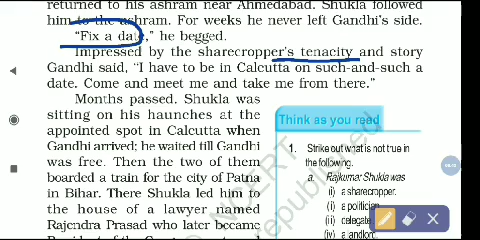 returned to his ashram near Ahmedabad. Shukla followed
him to the ashram. For weeks he never left Gandhi's side.
"Fix a date," he begged.
Impressed by the sharecropper's tenacity and story
Gandhi said, "I have to be in Calcutta on such-and-such a
date. Come and meet me and take me from there."
Months passed. Shukla was
sitting on his haunches at the
appointed spot in Calcutta when
Gandhi arrived; he waited till Gandhi
was free. Then the two of them
boarded a train for the city of Patna
in Bihar. There Shukla led him to
the house of a lawyer named
Rajendra Prasad who later became
President of the Congress
Think as you read
1. Strike out what is not true in
the following.
a. Rajkumar Shukla was
i) a sharecropper.
(i) a politician
(ii) celegate
(iv) a landlord